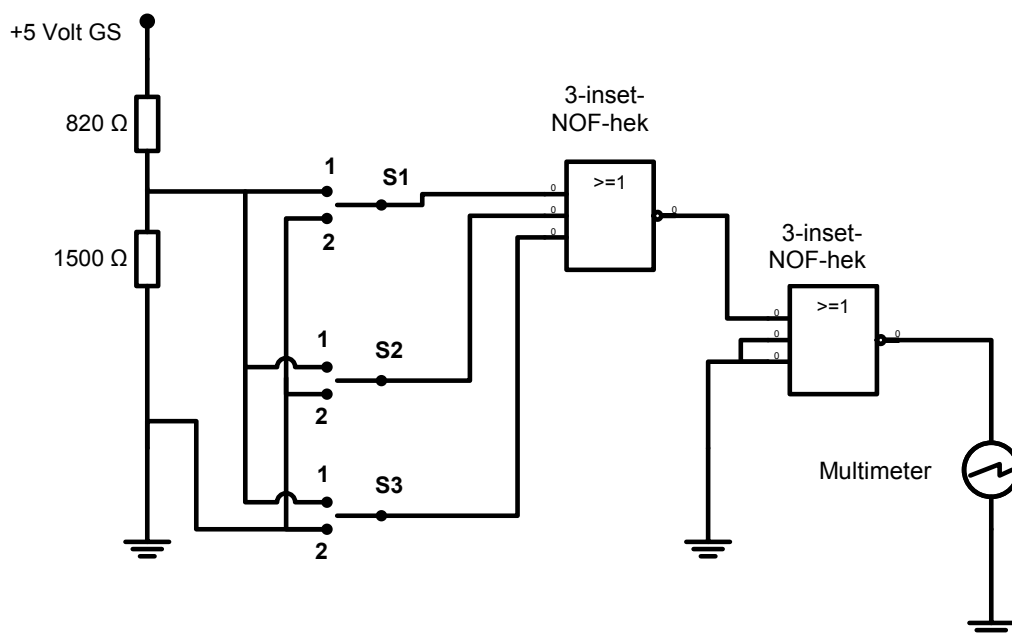 +5 Volt GS
820 Ω
1500 Ω
1
S1
2
1
S2
2
1
S3
2
3-inset-
NOF-hek
>=1
0
0
0
0
3-inset-
NOF-hek
>=1
0
0
0
0
Multimeter